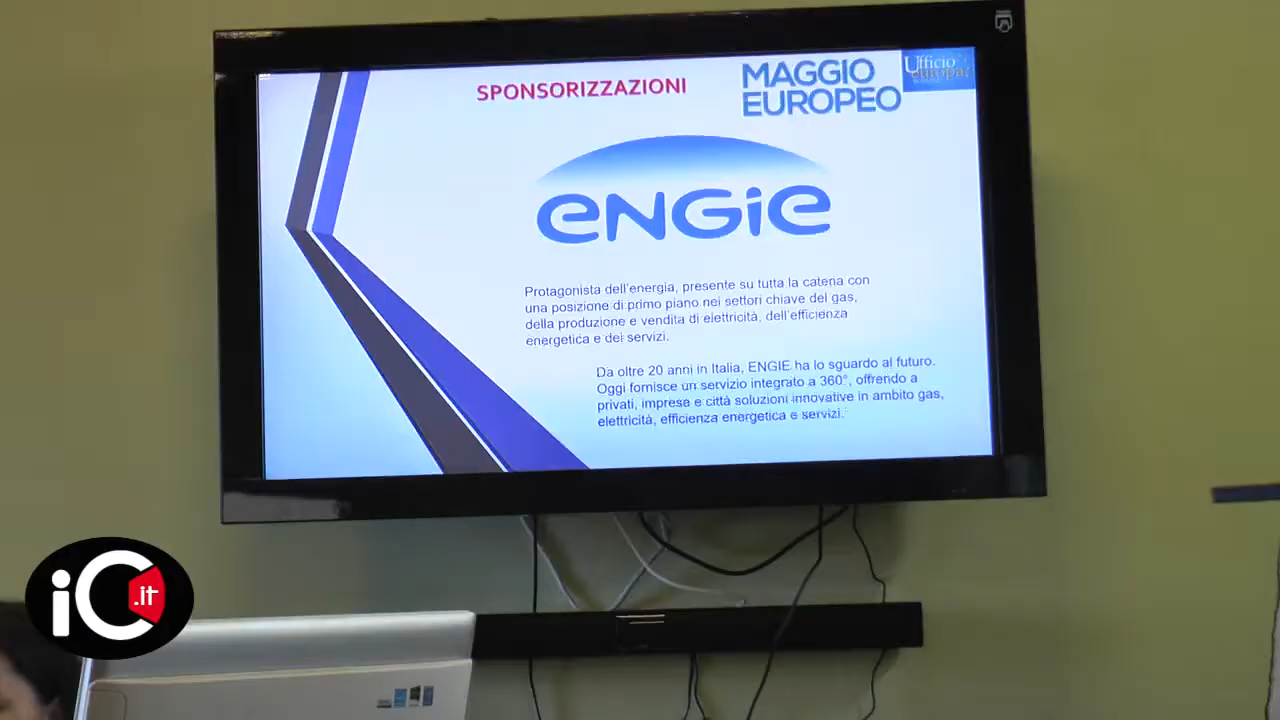 SPONSORIZZAZIONI
MAGGIO
EUROPEO
Ufficio
europa
ENGIE
Protagonista dell'energia, presente su tutta la catena con
una posizione di primo piano nei settori chiave del gas,
della produzione e vendita di elettricità, dell'efficienza
energetica e dei servizi.
Da oltre 20 anni in Italia, ENGIE ha lo sguardo al futuro.
Oggi fornisce un servizio integrato a 360°, offrendo a
privati, imprese e città soluzioni innovative in ambito gas,
elettricità, efficienza energetica e servizi.
iC.it